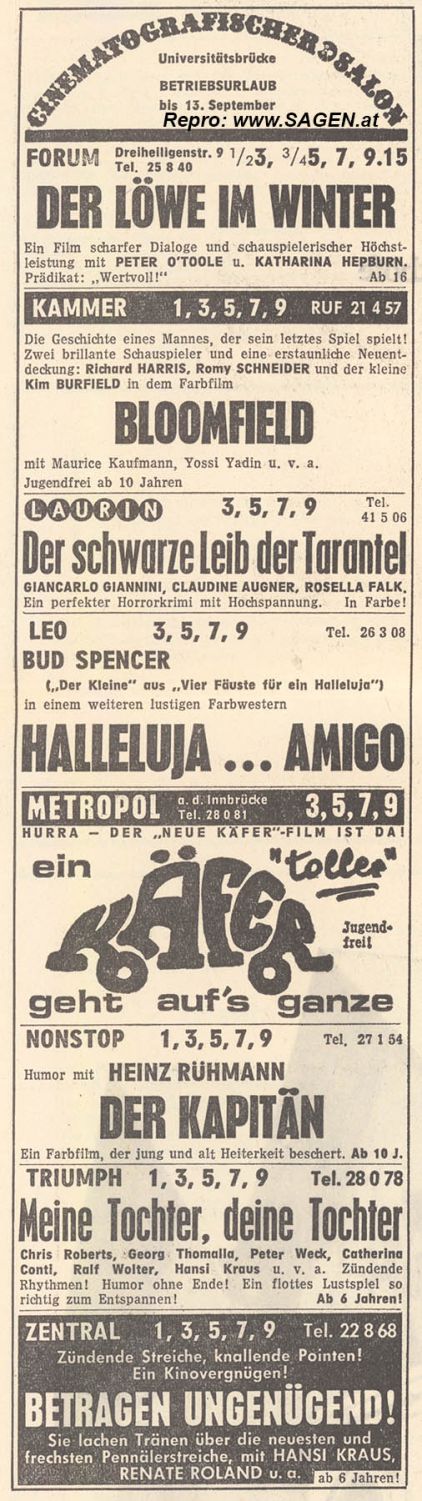 CINEMATOGRAFISCHER SALON
Universitätsbrücke
BETRIEBSURLAUB
bis 13. September
Repro: www.SAGEN.at
FORUM Dreiheiligenstr. 9 1/2 3, 3/4 5, 7, 9.15
Tel. 25 8 40
DER LÖWE IM WINTER
Ein Film scharfer Dialoge und schauspielerischer Höchst-
leistung mit PETER O'TOOLE u. KATHARINA HEPBURN.
Prädikat: „Wertvoll!" Ab 16
KAMMER 1, 3, 5, 7, 9 RUF 21 4 57
Die Geschichte eines Mannes, der sein letztes Spiel spielt!
Zwei brillante Schauspieler und eine erstaunliche Neuent-
deckung: Richard HARRIS, Romy SCHNEIDER und der kleine
Kim BURFIELD in dem Farbfilm
BLOOMFIELD
mit Maurice Kaufmann, Yossi Yadin u. v. a.
Jugendfrei ab 10 Jahren
LAURIN 3, 5, 7, 9 Tel.
41 5 06
Der schwarze Leib der Tarantel
GIANCARLO GIANNINI, CLAUDINE AUGNER, ROSELLA FALK.
Ein perfekter Horrorkrimi mit Hochspannung. In Farbe!
LEO 3, 5, 7, 9 Tel. 26 3 08
BUD SPENCER
(„Der Kleine" aus „Vier Fäuste für ein Halleluja")
in einem weiteren lustigen Farbwestern
HALLELUJA ... AMIGO
METROPOL a. d. Innbrücke 3, 5, 7, 9
Tel. 28 0 81
HURRA – DER „NEUE KÄFER"-FILM IST DA!
ein "toller"
KÄFER
Jugend-
frei!
geht auf's ganze
NONSTOP 1, 3, 5, 7, 9 Tel. 27 1 54
Humor mit HEINZ RÜHMANN
DER KAPITÄN
Ein Farbfilm, der jung und alt Heiterkeit beschert. Ab 10 J.
TRIUMPH 1, 3, 5, 7, 9 Tel. 28 0 78
Meine Tochter, deine Tochter
Chris Roberts, Georg Thomalla, Peter Weck, Catherina
Conti, Ralf Wolter, Hansi Kraus u. v. a. Zündende
Rhythmen! Humor ohne Ende! Ein flottes Lustspiel so
richtig zum Entspannen! Ab 6 Jahren!
ZENTRAL 1, 3, 5, 7, 9 Tel. 22 8 68
Zündende Streiche, knallende Pointen!
Ein Kinovergnügen!
BETRAGEN UNGENÜGEND!
Sie lachen Tränen über die neuesten und
frechsten Pennälerstreiche, mit HANSI KRAUS,
RENATE ROLAND u. a. ab 6 Jahren!